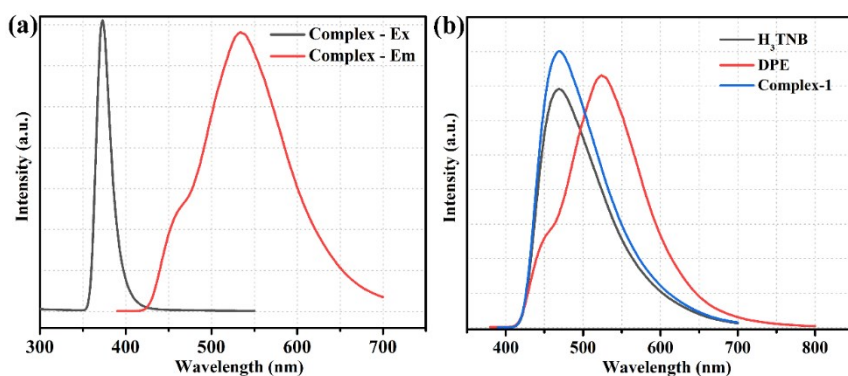 (a)
Complex - Ex
Complex - Em
Intensity (a.u.)
300 400 500 600 700
Wavelength (nm)
(b)
H₃TNB
DPE
Complex-1
Intensity (a.u.)
400 500 600 700 800
Wavelength (nm)